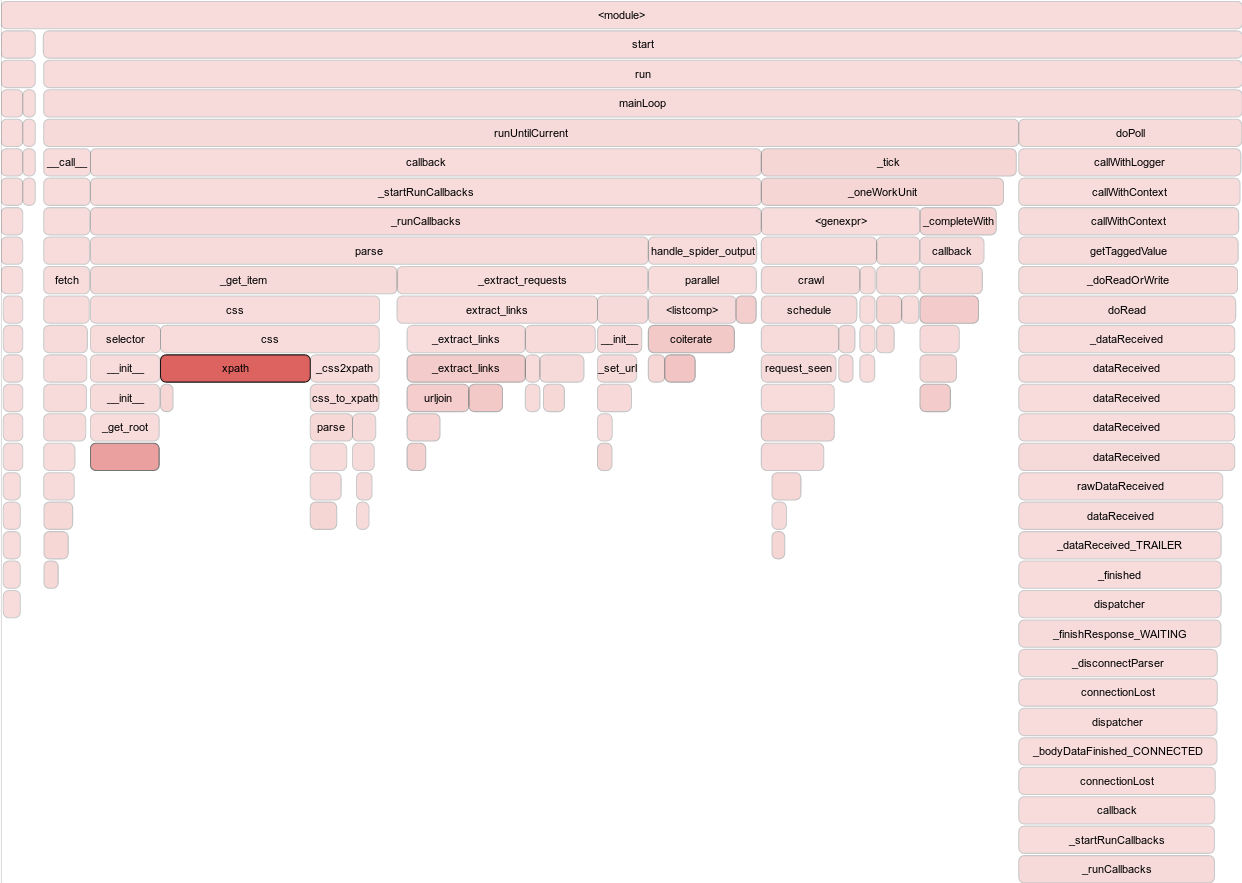 <module>
start
run
mainLoop
runUntilCurrent doPoll
__call__ callback _tick callWithLogger
_startRunCallbacks _oneWorkUnit callWithContext
_runCallbacks <genexpr> _completeWith callWithContext
parse handle_spider_output callback getTaggedValue
fetch _get_item _extract_requests parallel crawl _doReadOrWrite
css extract_links <listcomp> schedule doRead
selector css _extract_links __init__ coiterate _dataReceived
__init__ xpath _css2xpath _extract_links _set_url request_seen dataReceived
__init__ css_to_xpath urljoin dataReceived
_get_root parse dataReceived
dataReceived
rawDataReceived
dataReceived
_dataReceived_TRAILER
_finished
dispatcher
_finishResponse_WAITING
_disconnectParser
connectionLost
dispatcher
_bodyDataFinished_CONNECTED
connectionLost
callback
_startRunCallbacks
_runCallbacks